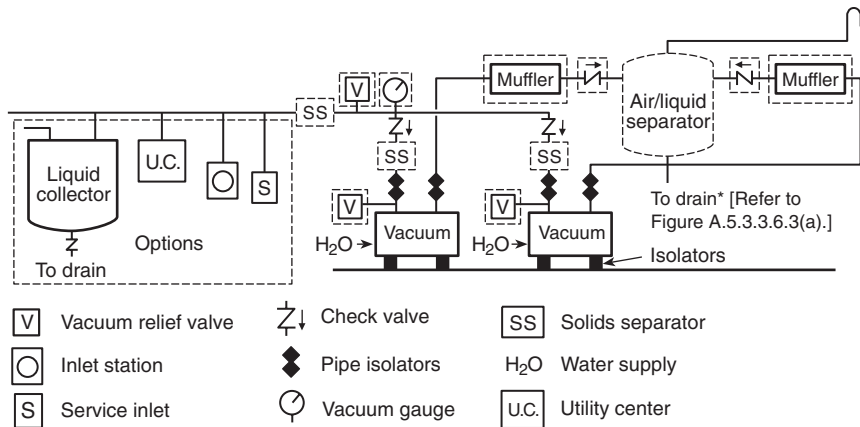 Muffler
Muffler
Air/liquid
separator
V
SS
Liquid
collector
U.C.
S
SS
SS
V
V
To drain* [Refer to
Figure A.5.3.3.6.3(a).]
Vacuum
Vacuum
H₂O
H₂O
Options
Isolators
To drain
V Vacuum relief valve
Check valve
SS Solids separator
Inlet station
Pipe isolators
H₂O Water supply
S Service inlet
Vacuum gauge
U.C. Utility center